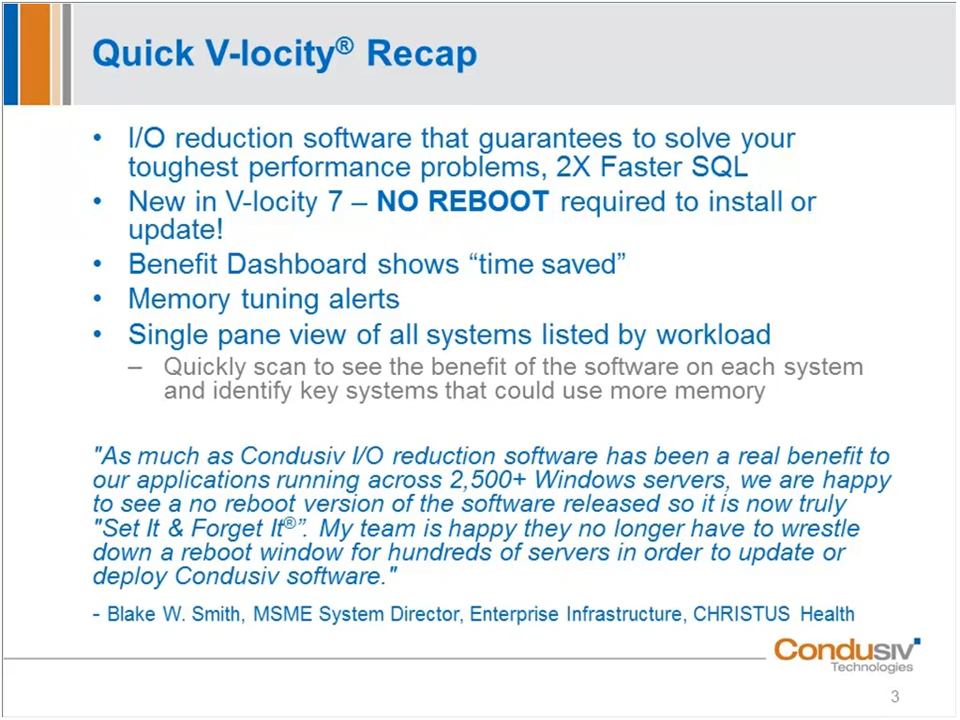 Quick V-locity® Recap
• I/O reduction software that guarantees to solve your
toughest performance problems, 2X Faster SQL
• New in V-locity 7 – NO REBOOT required to install or
update!
• Benefit Dashboard shows “time saved”
• Memory tuning alerts
• Single pane view of all systems listed by workload
– Quickly scan to see the benefit of the software on each system
and identify key systems that could use more memory
"As much as Condusiv I/O reduction software has been a real benefit to
our applications running across 2,500+ Windows servers, we are happy
to see a no reboot version of the software released so it is now truly
"Set It & Forget It®”. My team is happy they no longer have to wrestle
down a reboot window for hundreds of servers in order to update or
deploy Condusiv software."
- Blake W. Smith, MSME System Director, Enterprise Infrastructure, CHRISTUS Health
Condusiv
Technologies
3